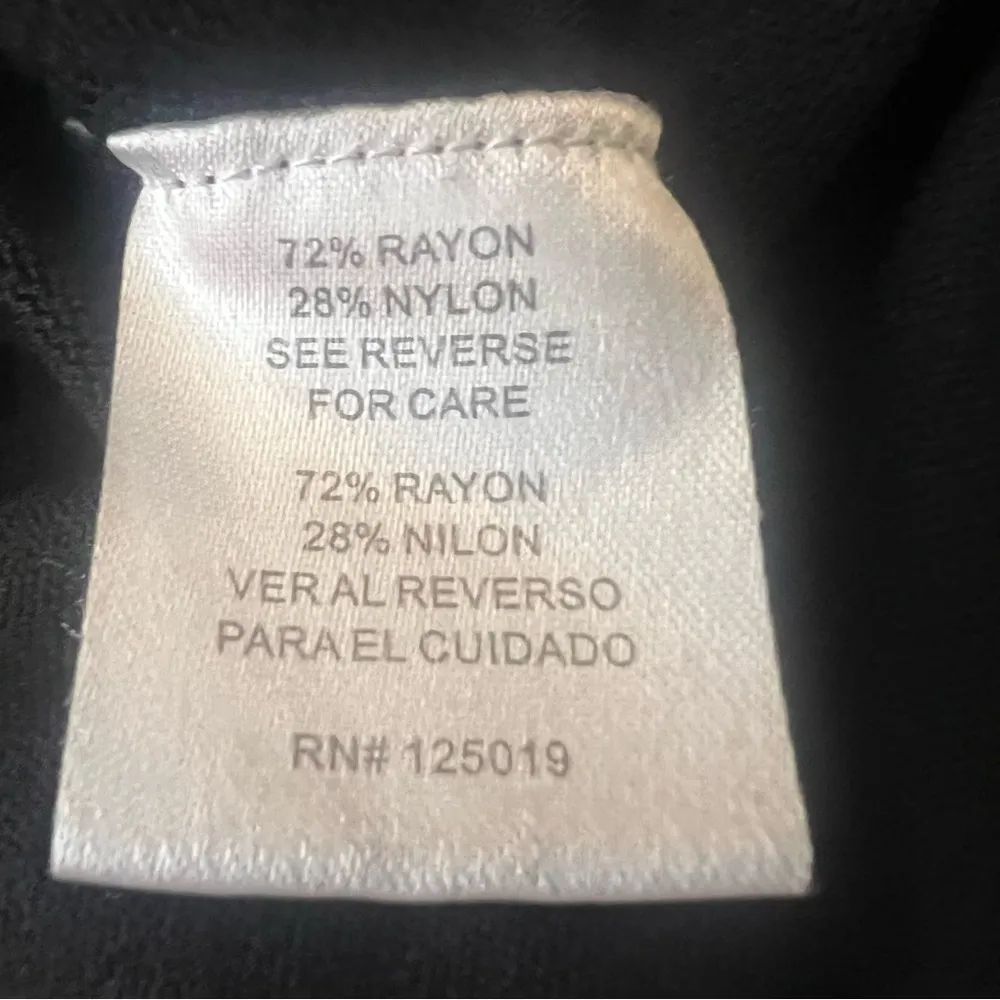 72% RAYON
28% NYLON
SEE REVERSE
FOR CARE
72% RAYON
28% NILON
VER AL REVERSO
PARA EL CUIDADO
RN# 125019